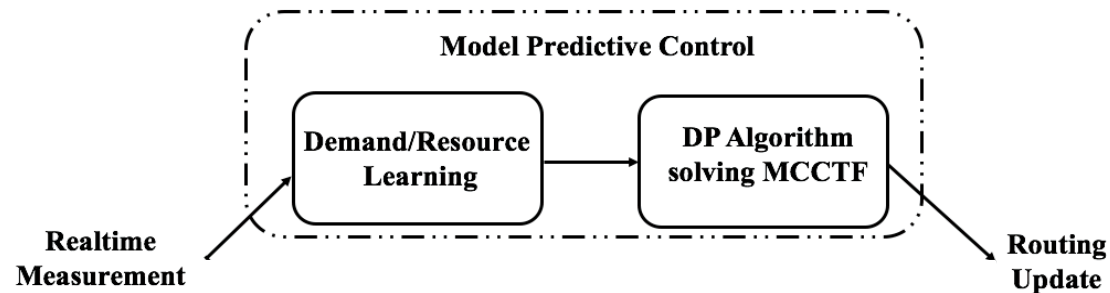 Model Predictive Control
Demand/Resource
Learning
DP Algorithm
solving MCCTF
Realtime
Measurement
Routing
Update